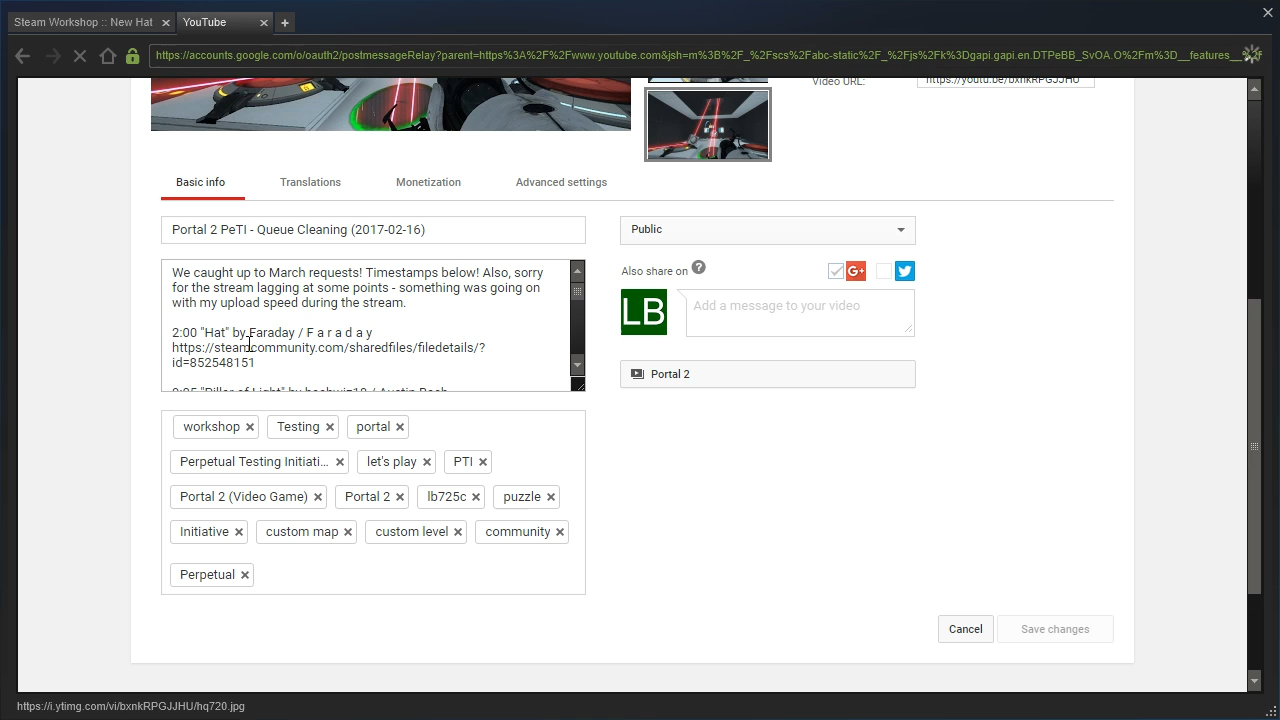 Steam Workshop :: New Hat
YouTube
https://accounts.google.com/o/oauth2/postmessageRelay?parent=https%3A%2F%2Fwww.youtube.com&jsh=m%3B%2F_%2Fscs%2Fabc-static%2F_%2Fjs%2Fk%3Dgapi.gapi.en.DTPeBB_SvOA.O%2Fm%3D__features__
Video URL:
https://youtu.be/bxnkRPGJJHU
Basic info
Translations
Monetization
Advanced settings
Portal 2 PeTI - Queue Cleaning (2017-02-16)
Public
We caught up to March requests! Timestamps below! Also, sorry
for the stream lagging at some points - something was going on
with my upload speed during the stream.
2:00 "Hat" by Faraday / F a r a d a y
https://steamcommunity.com/sharedfiles/filedetails/?
id=852548151
Also share on
G+
LB
Add a message to your video
Portal 2
workshop
Testing
portal
Perpetual Testing Initiati...
let's play
PTI
Portal 2 (Video Game)
Portal 2
lb725c
puzzle
Initiative
custom map
custom level
community
Perpetual
Cancel
Save changes
https://i.ytimg.com/vi/bxnkRPGJJHU/hq720.jpg